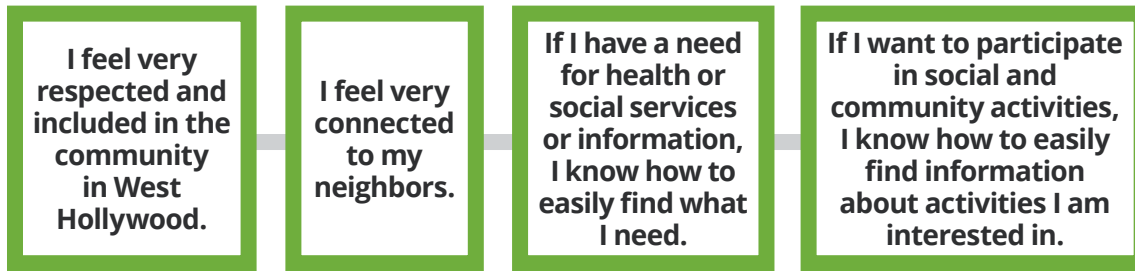 I feel very
respected and
included in the
community
in West
Hollywood.
I feel very
connected
to my
neighbors.
If I have a need
for health or
social services
or information,
I know how to
easily find what
I need.
If I want to participate
in social and
community activities,
I know how to easily
find information
about activities I am
interested in.